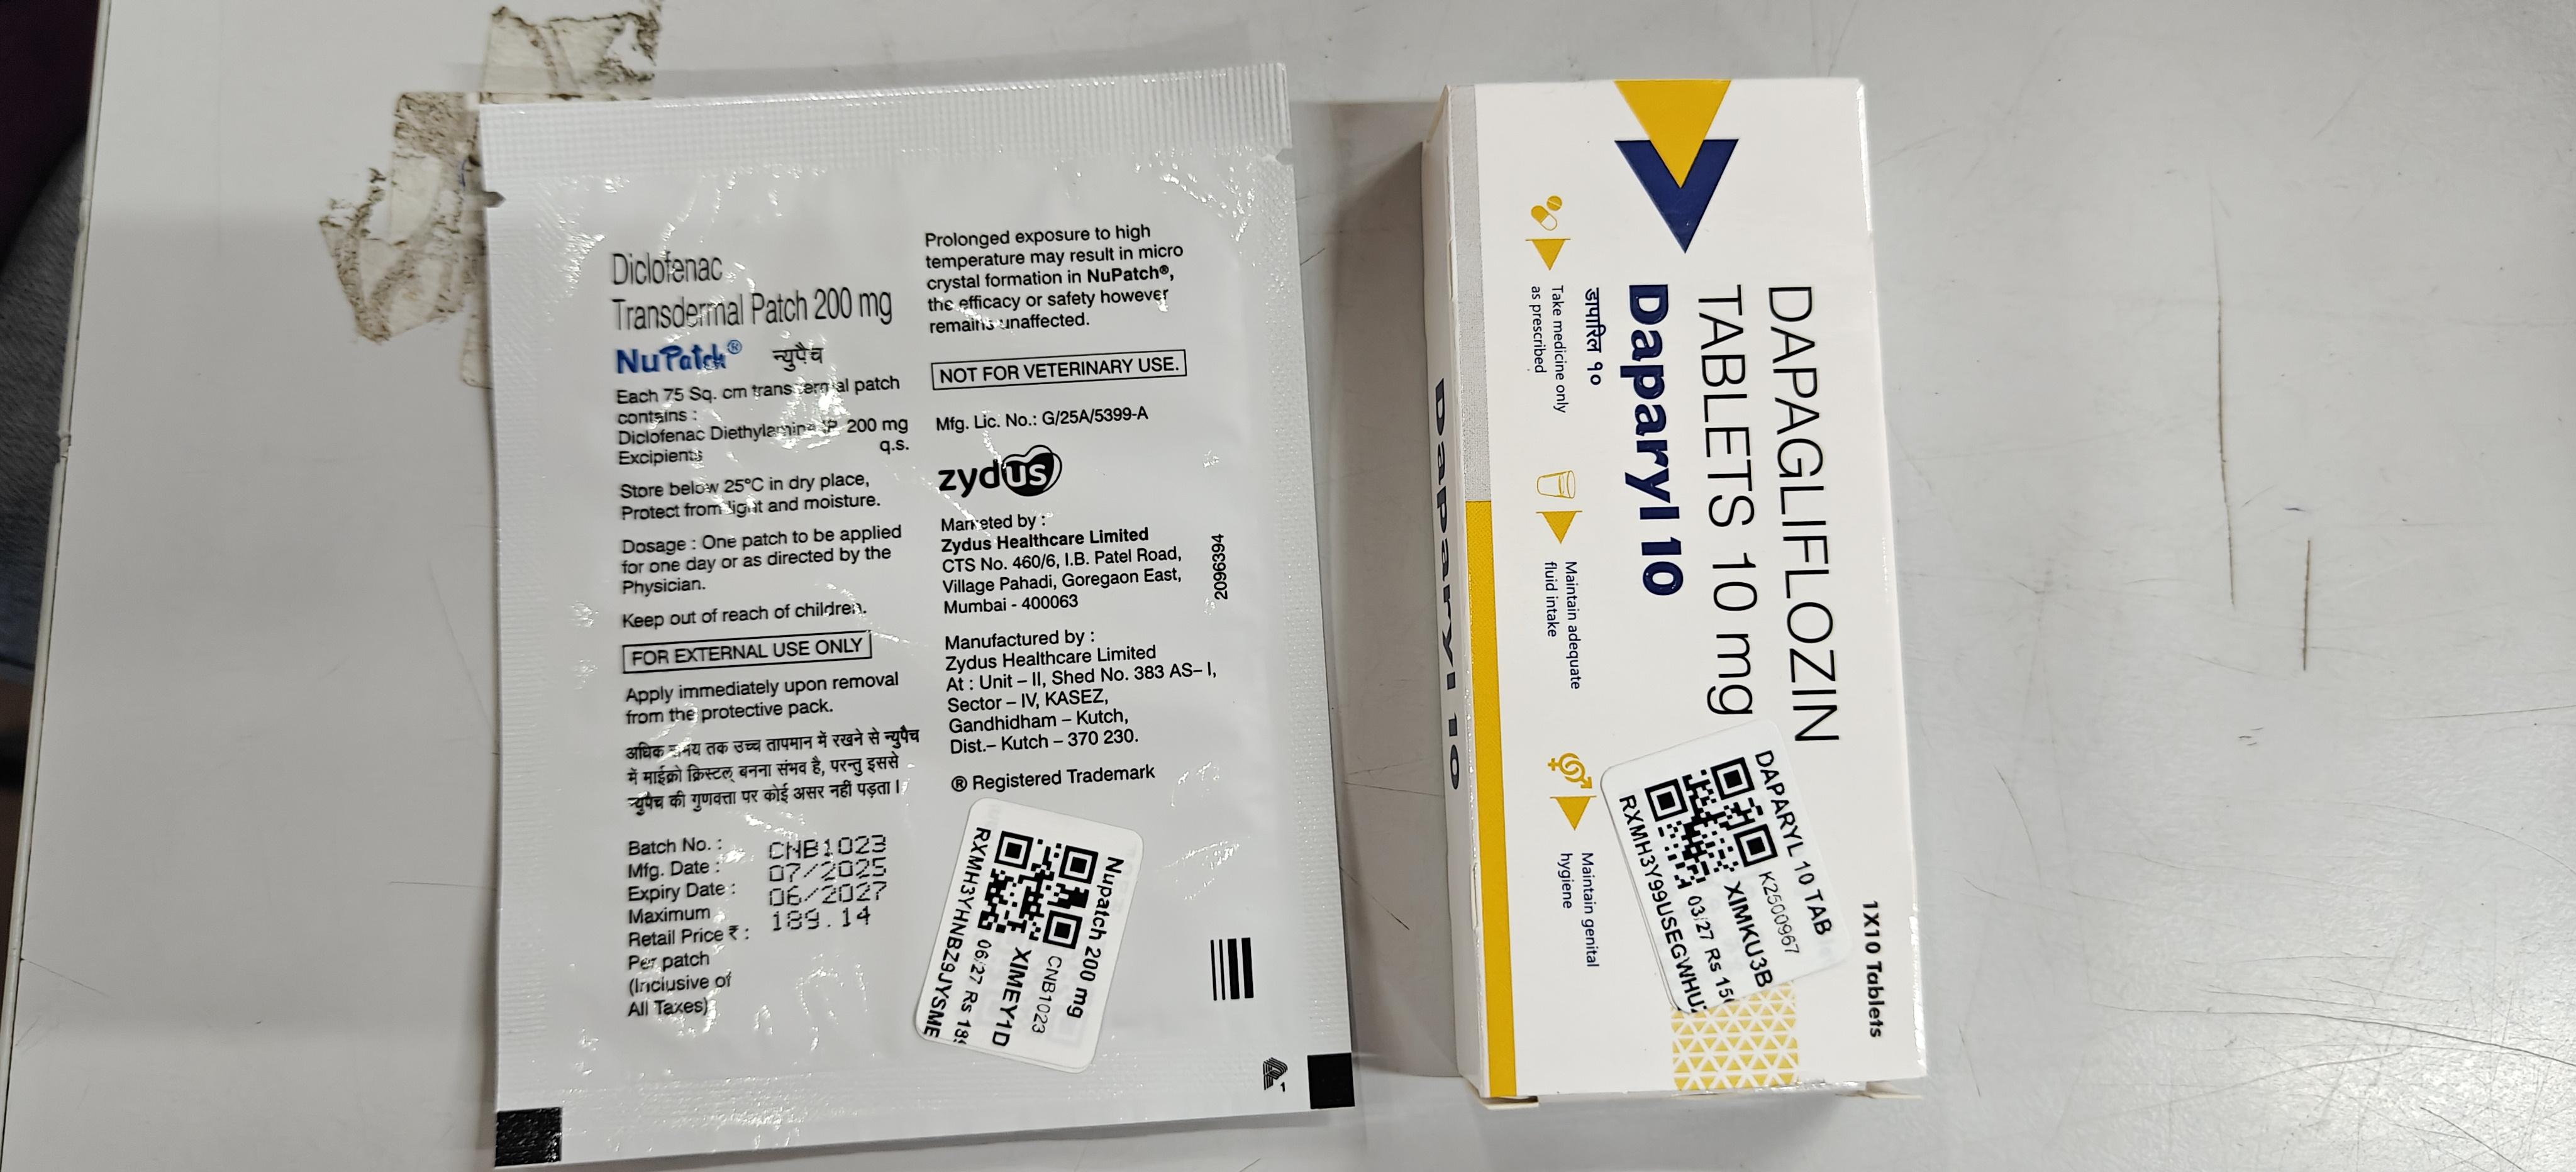 Diclofenac
Transdermal Patch 200 mg
NuPatch® न्युपैच
Each 75 Sq. cm transdermal patch
contains :
Diclofenac Diethylamine IP 200 mg
Excipients q.s.
Store below 25°C in dry place,
Protect from light and moisture.
Dosage : One patch to be applied
for one day or as directed by the
Physician.
Keep out of reach of children.
FOR EXTERNAL USE ONLY
Apply immediately upon removal
from the protective pack.
अधिक समय तक उच्च तापमान में रखने से न्युपैच
में माईक्रो क्रिस्टल् बनना संभव है, परन्तु इससे
न्युपैच की गुणवत्ता पर कोई असर नहीं पड़ता।
Batch No. : CNB1023
Mfg. Date : 07/2025
Expiry Date : 06/2027
Maximum 189.14
Retail Price ₹ :
Per patch
(Inclusive of
All Taxes)
Prolonged exposure to high
temperature may result in micro
crystal formation in NuPatch®,
the efficacy or safety however
remains unaffected.
NOT FOR VETERINARY USE.
Mfg. Lic. No.: G/25A/5399-A
zydus
Marketed by :
Zydus Healthcare Limited
CTS No. 460/6, I.B. Patel Road,
Village Pahadi, Goregaon East,
Mumbai - 400063
2096394
Manufactured by :
Zydus Healthcare Limited
At : Unit – II, Shed No. 383 AS– I,
Sector – IV, KASEZ,
Gandhidham – Kutch,
Dist.– Kutch – 370 230.
® Registered Trademark
Nupatch 200 mg
CNB1023
XIMEY1D
06/27 Rs 189
RXMH3YHNBZ9JYSME
1
DAPAGLIFLOZIN
TABLETS 10 mg
Daparyl 10
डापारिल १०
Take medicine only
as prescribed
Maintain adequate
fluid intake
Maintain genital
hygiene
1X10 Tablets
DAPARYL 10 TAB
K2500967
XIMKU3B
03/27 Rs
RXMH3Y99USEGWHU
Daparyl 10